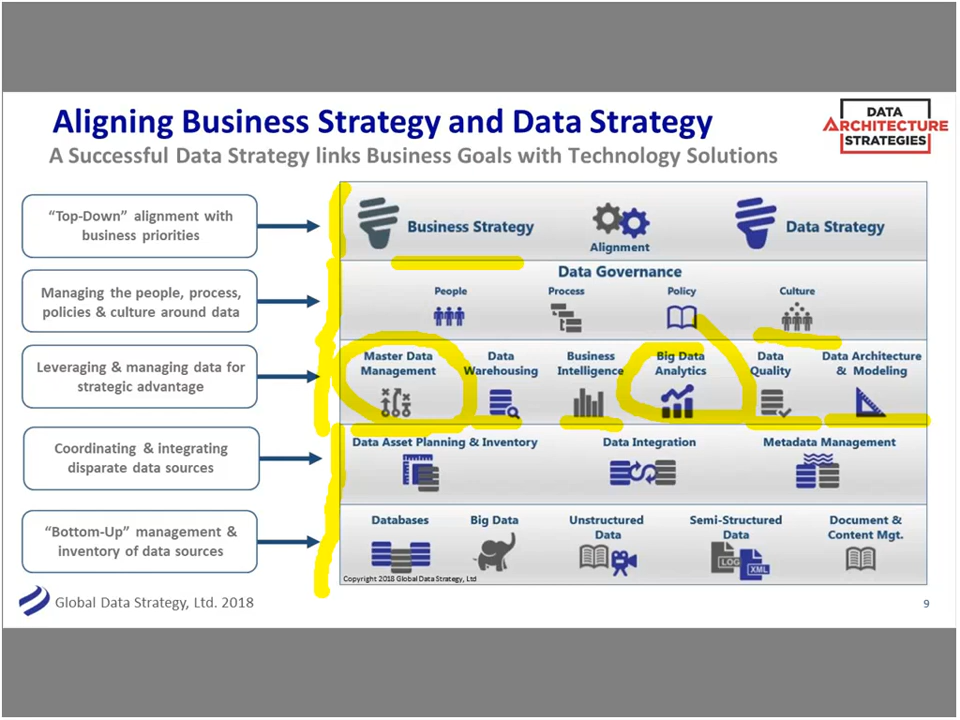 Aligning Business Strategy and Data Strategy
A Successful Data Strategy links Business Goals with Technology Solutions
DATA
ARCHITECTURE
STRATEGIES
“Top-Down” alignment with
business priorities
Business Strategy
Alignment
Data Strategy
Managing the people, process,
policies & culture around data
Data Governance
People
Process
Policy
Culture
Leveraging & managing data for
strategic advantage
Master Data
Management
Data
Warehousing
Business
Intelligence
Big Data
Analytics
Data
Quality
Data Architecture
& Modeling
Coordinating & integrating
disparate data sources
Data Asset Planning & Inventory
Data Integration
Metadata Management
“Bottom-Up” management &
inventory of data sources
Databases
Big Data
Unstructured
Data
Semi-Structured
Data
LOG
XML
Document &
Content Mgt.
Copyright 2018 Global Data Strategy, Ltd
Global Data Strategy, Ltd. 2018
9